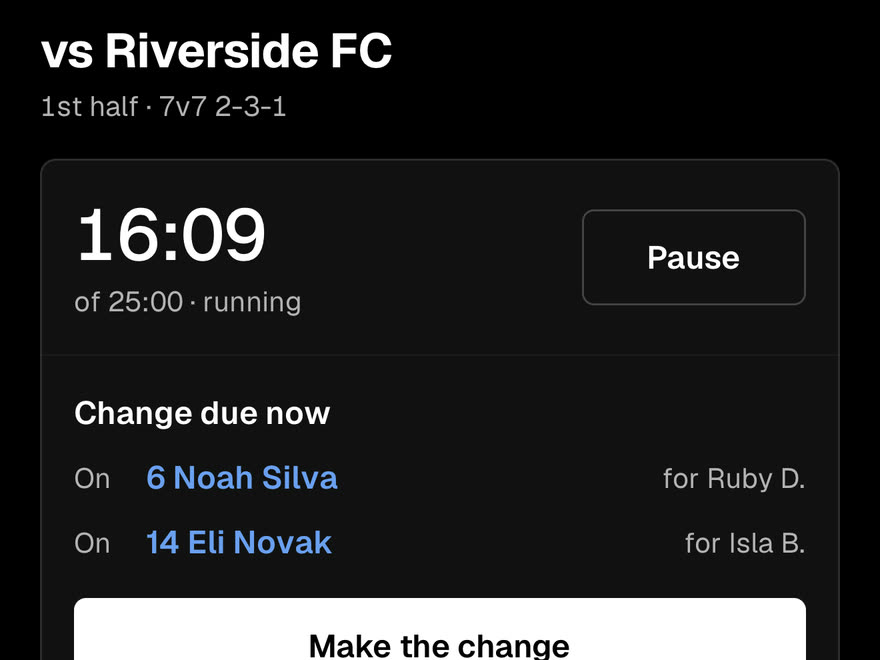 vs Riverside FC
1st half · 7v7 2-3-1
16:09
Pause
of 25:00 · running
Change due now
On 6 Noah Silva for Ruby D.
On 14 Eli Novak for Isla B.
Make the change